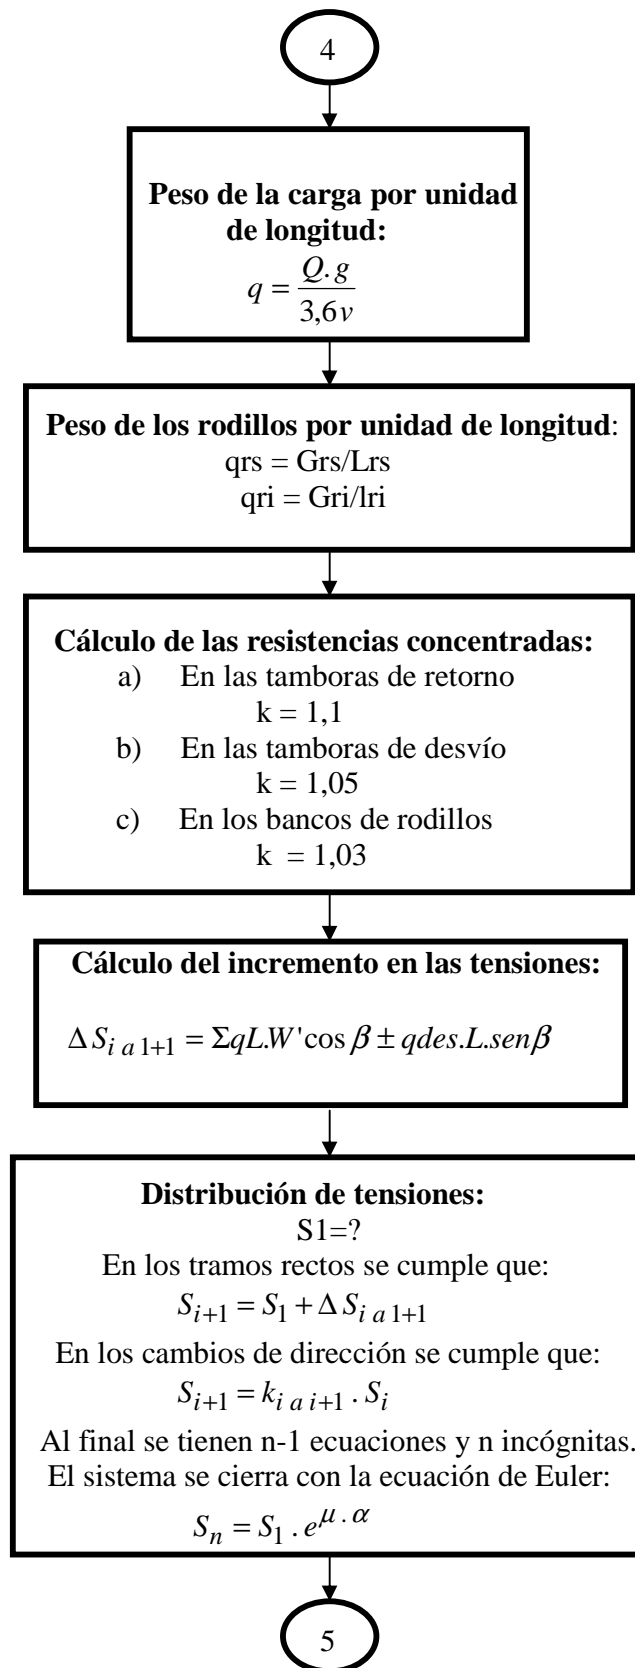 4
Peso de la carga por unidad
de longitud:
q = Q.g / 3,6v
Peso de los rodillos por unidad de longitud:
qrs = Grs/Lrs
qri = Gri/lri
Cálculo de las resistencias concentradas:
a) En las tamboras de retorno
k = 1,1
b) En las tamboras de desvío
k = 1,05
c) En los bancos de rodillos
k = 1,03
Cálculo del incremento en las tensiones:
ΔS_{i a 1+1} = ΣqL.W'cos β ± qdes.L.senβ
Distribución de tensiones:
S1=?
En los tramos rectos se cumple que:
S_{i+1} = S_1 + ΔS_{i a 1+1}
En los cambios de dirección se cumple que:
S_{i+1} = k_{i a i+1} . S_i
Al final se tienen n-1 ecuaciones y n incógnitas.
El sistema se cierra con la ecuación de Euler:
S_n = S_1 . e^{μ . α}
5